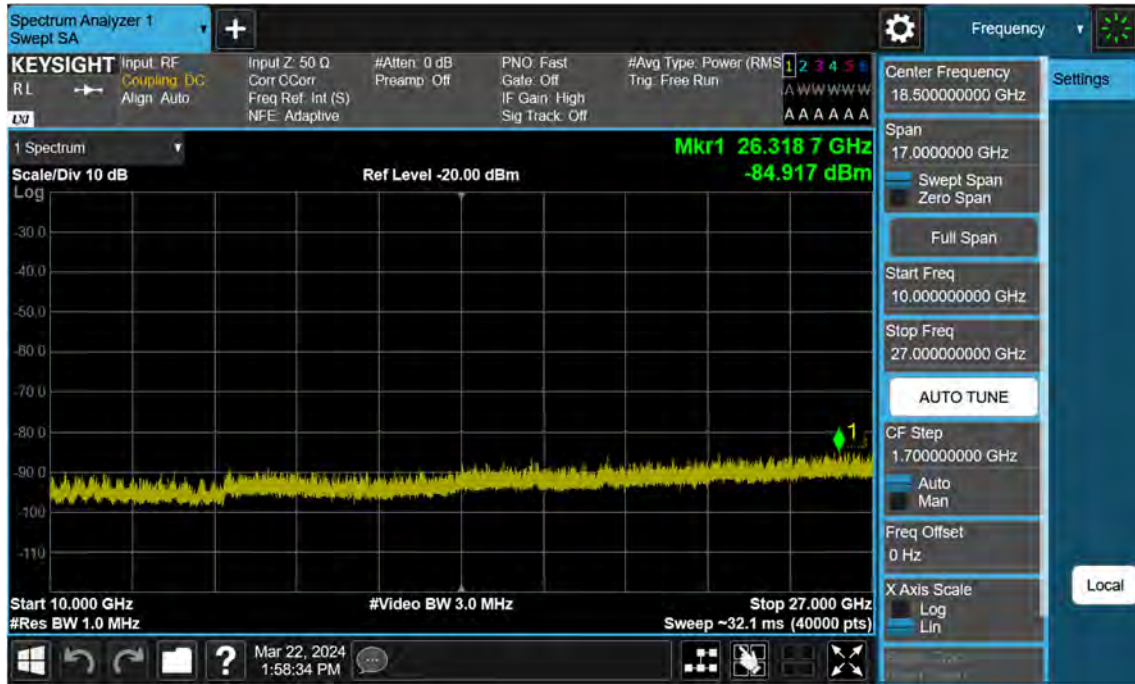 Spectrum Analyzer 1
Swept SA
+
Frequency
KEYSIGHT
R L
LXI
Input: RF
Coupling: DC
Align: Auto
Input Z: 50 Ω
Corr CCorr
Freq Ref: Int (S)
NFE: Adaptive
#Atten: 0 dB
Preamp: Off
PNO: Fast
Gate: Off
IF Gain: High
Sig Track: Off
#Avg Type: Power (RMS
Trig: Free Run
1 2 3 4 5 6
A W W W W W
A A A A A A
1 Spectrum
Mkr1 26.318 7 GHz
Scale/Div 10 dB
Ref Level -20.00 dBm
-84.917 dBm
Log
-30.0
-40.0
-50.0
-60.0
-70.0
-80.0
1
-90.0
-100
-110
Start 10.000 GHz
#Video BW 3.0 MHz
Stop 27.000 GHz
#Res BW 1.0 MHz
Sweep ~32.1 ms (40000 pts)
?
Mar 22, 2024
1:58:34 PM
Center Frequency
18.500000000 GHz
Span
17.0000000 GHz
Swept Span
Zero Span
Full Span
Start Freq
10.000000000 GHz
Stop Freq
27.000000000 GHz
AUTO TUNE
CF Step
1.700000000 GHz
Auto
Man
Freq Offset
0 Hz
X Axis Scale
Log
Lin
Settings
Local